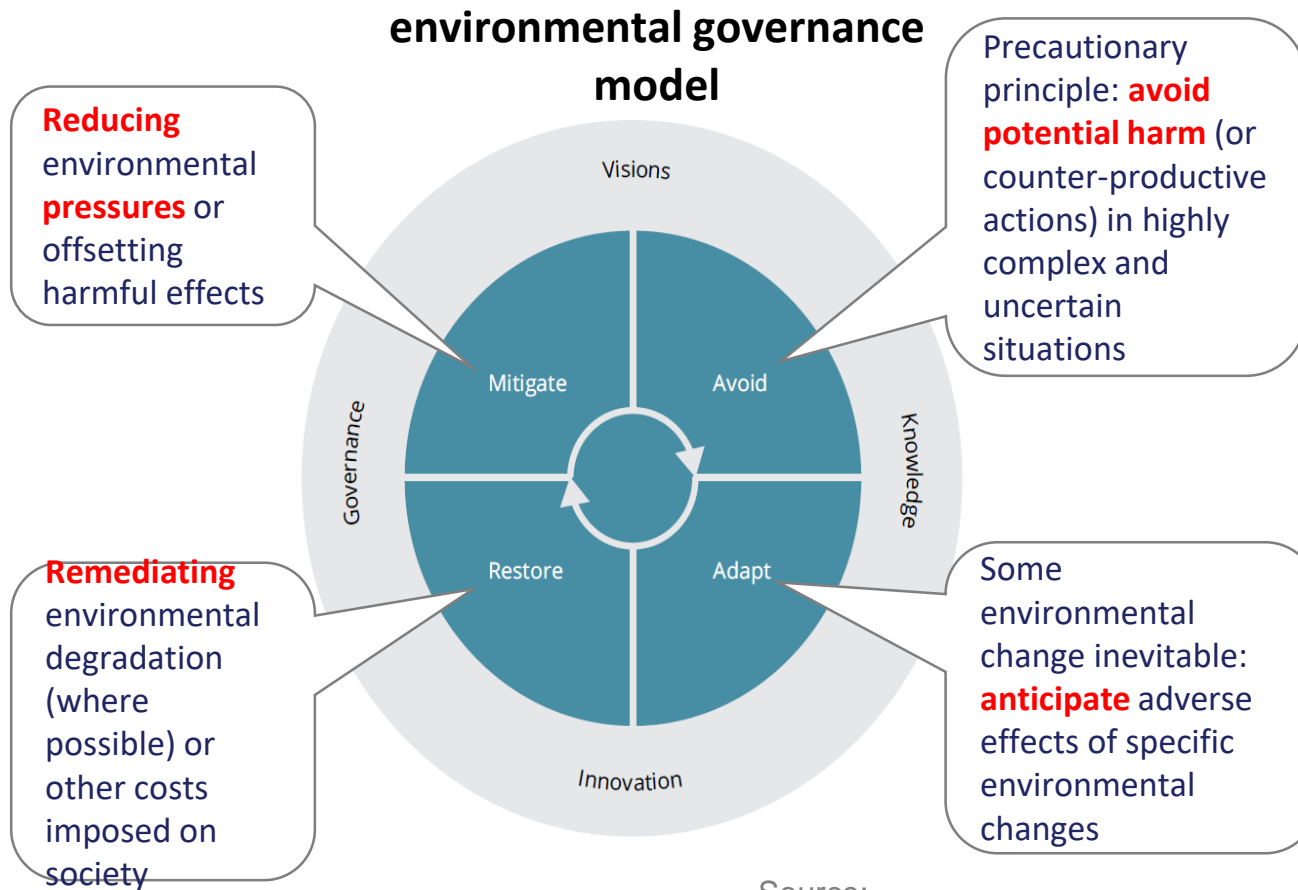 environmental governance
model
Reducing
environmental
pressures or
offsetting
harmful effects
Precautionary
principle: avoid
potential harm (or
counter-productive
actions) in highly
complex and
uncertain
situations
Visions
Mitigate
Avoid
Governance
Knowledge
Restore
Adapt
Innovation
Remediating
environmental
degradation
(where
possible) or
other costs
imposed on
society
Some
environmental
change inevitable:
anticipate adverse
effects of specific
environmental
changes
Source: